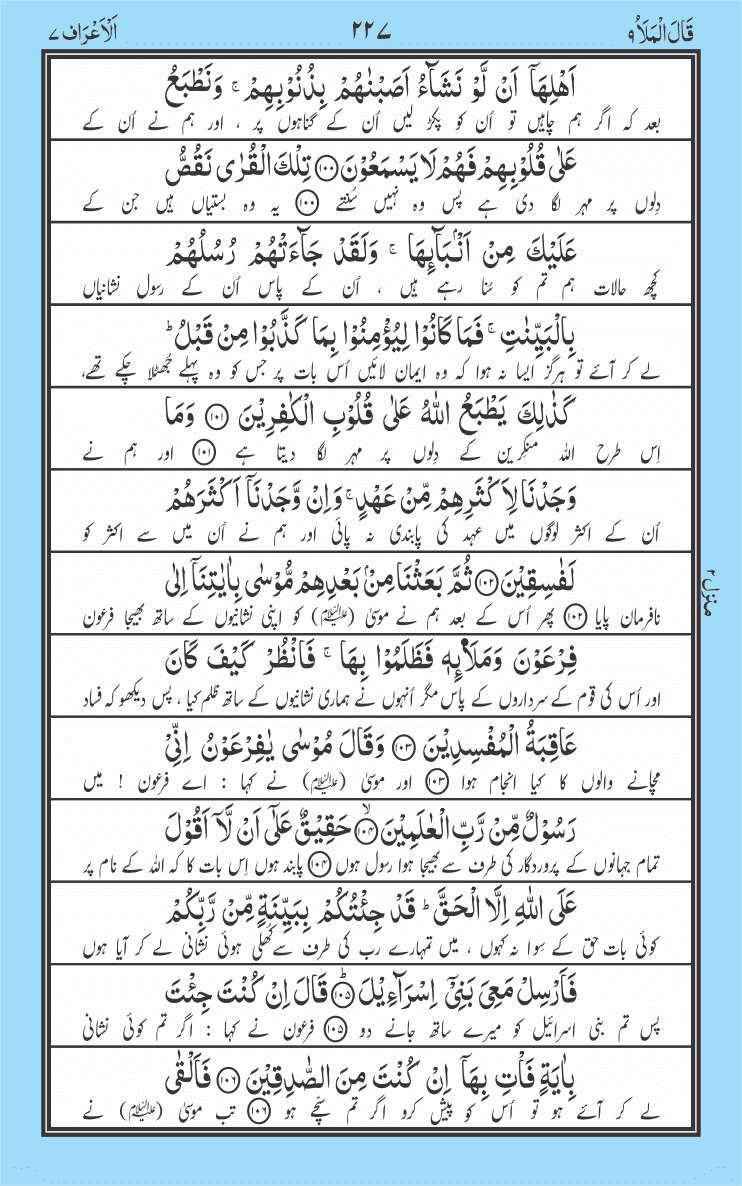 قَالَ الْمَلَاُ ۹
۲۲۷
اَلْاَعْرَاف ۷
اَهْلِهَاۤ اَنْ لَّوْ نَشَآءُ اَصَبْنٰهُمْ بِذُنُوْبِهِمْ ۚ وَنَطْبَعُ
بعد کہ اگر ہم چاہیں تو اُن کو پکڑ لیں اُن کے گناہوں پر ، اور ہم نے اُن کے
عَلٰى قُلُوْبِهِمْ فَهُمْ لَا يَسْمَعُوْنَ ۝۱۰۰ تِلْكَ الْقُرٰى نَقُصُّ
دِلوں پر مہر لگا دی ہے پس وہ نہیں سُنتے ۝۱۰۰ یہ وہ بستیاں ہیں جن کے
عَلَيْكَ مِنْ اَنْۢبَآئِهَا ۚ وَلَقَدْ جَآءَتْهُمْ رُسُلُهُمْ
کچھ حالات ہم تم کو سُنا رہے ہیں ، اُن کے پاس اُن کے رسول نشانیاں
بِالْبَيِّنٰتِ ۚ فَمَا كَانُوْا لِيُؤْمِنُوْا بِمَا كَذَّبُوْا مِنْ قَبْلُ ؕ
لے کر آئے تو ہرگز ایسا نہ ہوا کہ وہ ایمان لائیں اُس بات پر جس کو وہ پہلے جُھٹلا چکے تھے،
كَذٰلِكَ يَطْبَعُ اللّٰهُ عَلٰى قُلُوْبِ الْكٰفِرِيْنَ ۝۱۰۱ وَمَا
اِس طرح اللہ منکِرین کے دِلوں پر مہر لگا دیتا ہے ۝۱۰۱ اور ہم نے
وَجَدْنَا لِاَكْثَرِهِمْ مِّنْ عَهْدٍ ۚ وَاِنْ وَّجَدْنَاۤ اَكْثَرَهُمْ
اُن کے اکثر لوگوں میں عہد کی پابندی نہ پائی اور ہم نے اُن میں سے اکثر کو
لَفٰسِقِيْنَ ۝۱۰۲ ثُمَّ بَعَثْنَا مِنْۢ بَعْدِهِمْ مُّوْسٰى بِاٰيٰتِنَاۤ اِلٰى
نافرمان پایا ۝۱۰۲ پھر اُس کے بعد ہم نے موسیٰ (علیہ السلام) کو اپنی نشانیوں کے ساتھ بھیجا فرعون
فِرْعَوْنَ وَمَلَا۟ئِهٖ فَظَلَمُوْا بِهَا ۚ فَانْظُرْ كَيْفَ كَانَ
اور اُس کی قوم کے سرداروں کے پاس مگر اُنہوں نے ہماری نشانیوں کے ساتھ ظلم کیا ، پس دیکھو کہ فساد
عَاقِبَةُ الْمُفْسِدِيْنَ ۝۱۰۳ وَقَالَ مُوْسٰى يٰفِرْعَوْنُ اِنِّىْ
مچانے والوں کا کیا انجام ہوا ۝۱۰۳ اور موسیٰ (علیہ السلام) نے کہا : اے فرعون ! میں
رَسُوْلٌ مِّنْ رَّبِّ الْعٰلَمِيْنَ ۝۱۰۴ۙ حَقِيْقٌ عَلٰۤى اَنْ لَّاۤ اَقُوْلَ
تمام جہانوں کے پروردگار کی طرف سے بھیجا ہوا رسول ہوں ۝۱۰۴ پابند ہوں اِس بات کا کہ اللہ کے نام پر
عَلَى اللّٰهِ اِلَّا الْحَقَّ ؕ قَدْ جِئْتُكُمْ بِبَيِّنَةٍ مِّنْ رَّبِّكُمْ
کوئی بات حق کے سِوا نہ کہوں ، میں تمہارے رب کی طرف سے کُھلی ہوئی نشانی لے کر آیا ہوں
فَاَرْسِلْ مَعِىَ بَنِىْۤ اِسْرَآءِيْلَ ۝۱۰۵ؕ قَالَ اِنْ كُنْتَ جِئْتَ
پس تم بنی اسرائیل کو میرے ساتھ جانے دو ۝۱۰۵ فرعون نے کہا : اگر تم کوئی نشانی
بِاٰيَةٍ فَاْتِ بِهَاۤ اِنْ كُنْتَ مِنَ الصّٰدِقِيْنَ ۝۱۰۶ فَاَلْقٰى
لے کر آئے ہو تو اُس کو پیش کرو اگر تم سچّے ہو ۝۱۰۶ تب موسیٰ (علیہ السلام) نے
منزل ۲